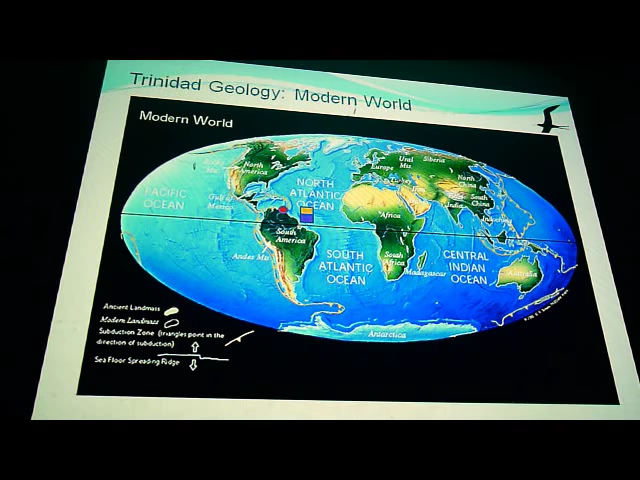 Trinidad Geology: Modern World
Modern World
North
America
PACIFIC
OCEAN
Gulf of
Mexico
NORTH
ATLANTIC
OCEAN
Europe
Ural
Mts
Siberia
North
China
South
China
India
Africa
South
America
Andes Mts
SOUTH
ATLANTIC
OCEAN
South
Africa
Madagascar
CENTRAL
INDIAN
OCEAN
Australia
Antarctica
Ancient Landmass
Modern Landmass
Subduction Zone (triangles point in the
direction of subduction)
Sea Floor Spreading Ridge